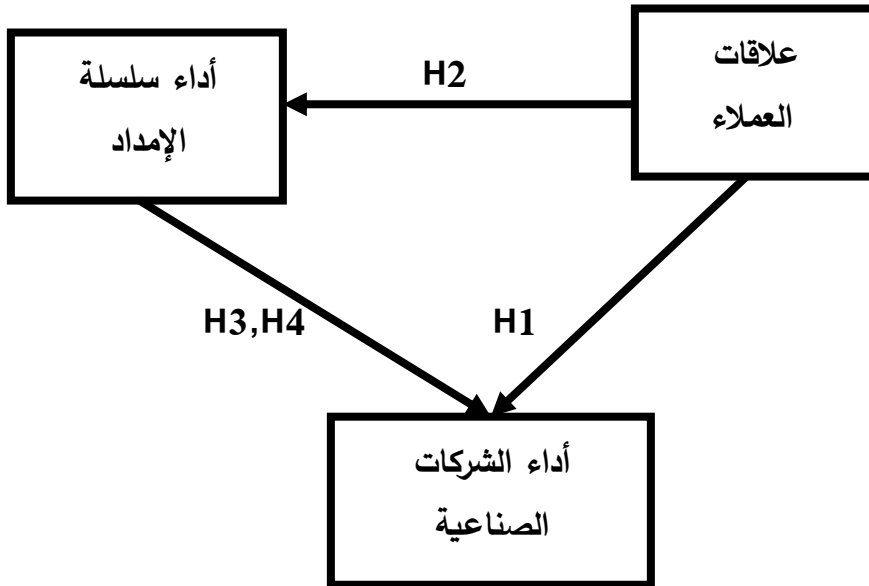 علاقات
العملاء
H2
أداء سلسلة
الإمداد
H1
H3,H4
أداء الشركات
الصناعية